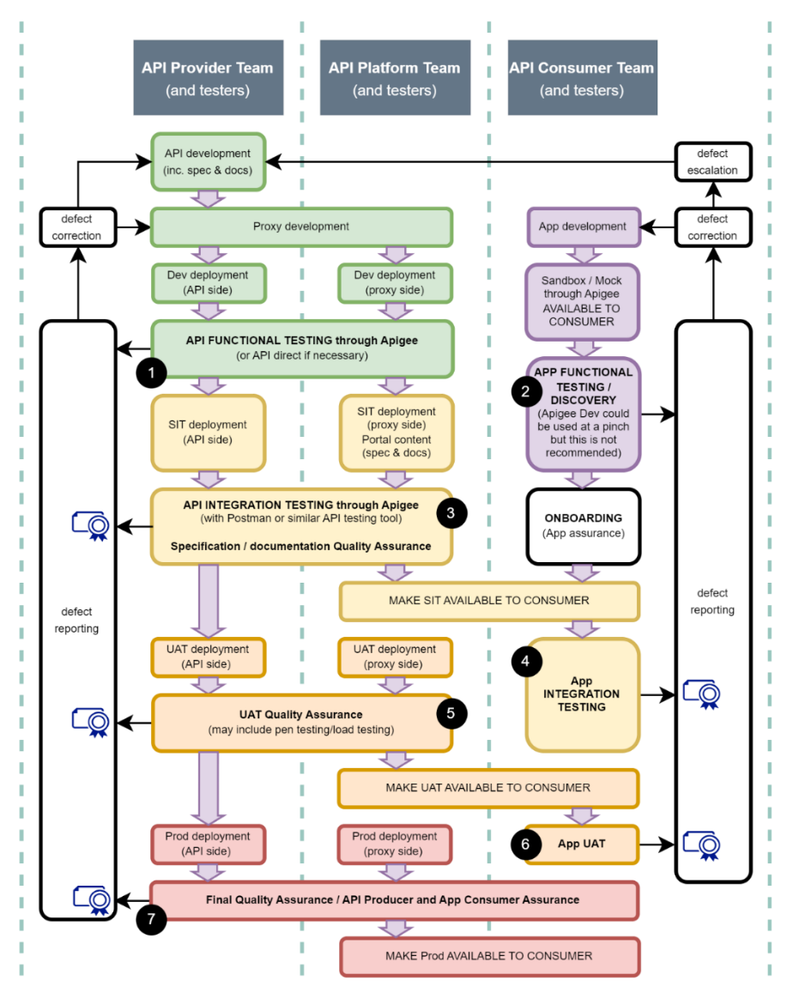 API Provider Team
(and testers)
API Platform Team
(and testers)
API Consumer Team
(and testers)
API development
(inc. spec & docs)
defect
escalation
defect
correction
Proxy development
App development
defect
correction
Dev deployment
(API side)
Dev deployment
(proxy side)
Sandbox / Mock
through Apigee
AVAILABLE TO
CONSUMER
API FUNCTIONAL TESTING through Apigee
(or API direct if necessary)
1
2
APP FUNCTIONAL
TESTING /
DISCOVERY
(Apigee Dev could
be used at a pinch
but this is not
recommended)
SIT deployment
(API side)
SIT deployment
(proxy side)
Portal content
(spec & docs)
API INTEGRATION TESTING through Apigee
(with Postman or similar API testing tool)
Specification / documentation Quality Assurance
3
ONBOARDING
(App assurance)
MAKE SIT AVAILABLE TO CONSUMER
defect
reporting
defect
reporting
UAT deployment
(API side)
UAT deployment
(proxy side)
4
App
INTEGRATION
TESTING
UAT Quality Assurance
(may include pen testing/load testing)
5
MAKE UAT AVAILABLE TO CONSUMER
Prod deployment
(API side)
Prod deployment
(proxy side)
6
App UAT
Final Quality Assurance / API Producer and App Consumer Assurance
7
MAKE Prod AVAILABLE TO CONSUMER